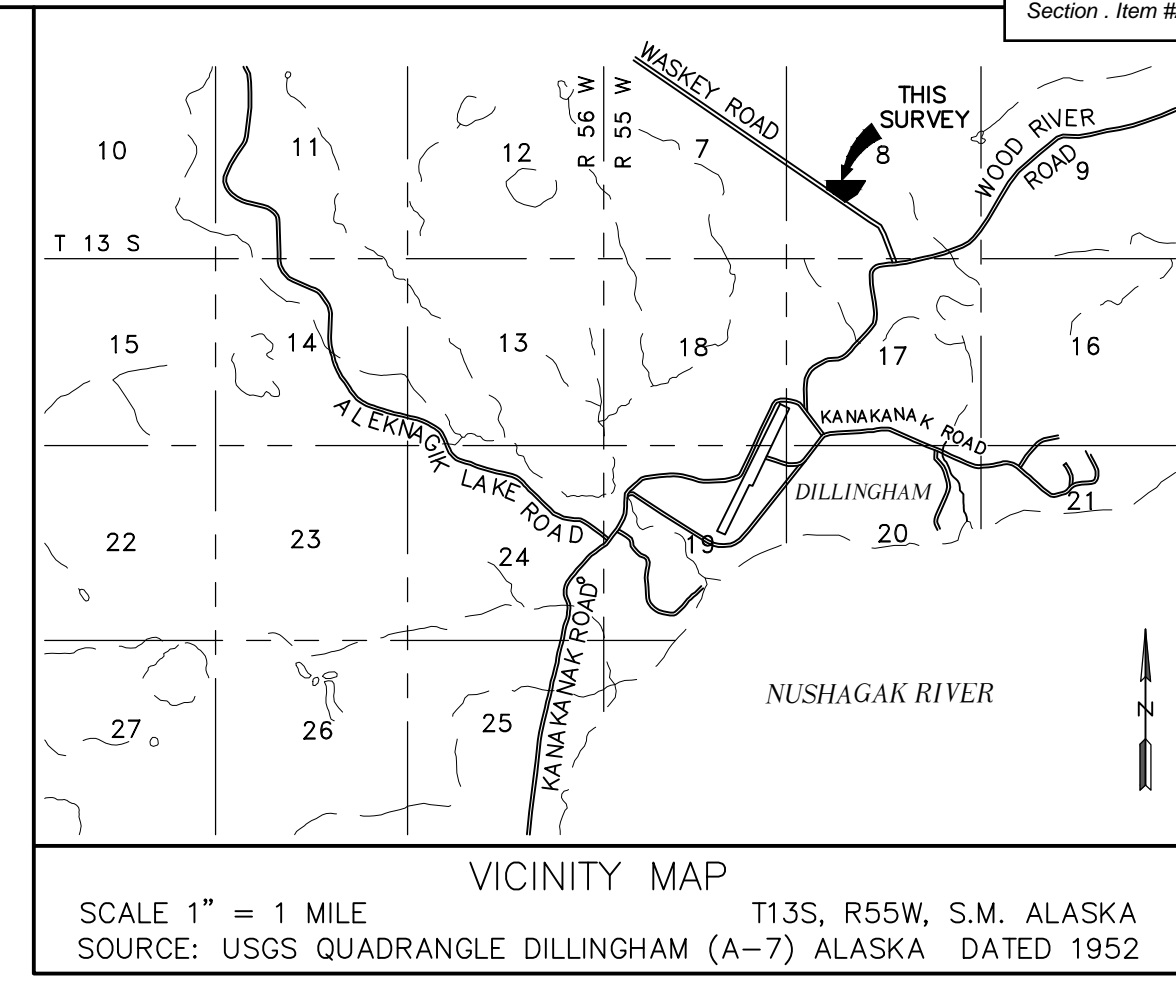 Section . Item #
WASKEY ROAD
R 56 W
R 55 W
THIS
SURVEY
WOOD RIVER
ROAD
10
11
12
7
8
9
T 13 S
15
14
13
18
17
16
ALEKNAGIK LAKE ROAD
KANAKANAK ROAD
DILLINGHAM
22
23
24
19
20
21
KANAKANAK ROAD
27
26
25
NUSHAGAK RIVER
N
VICINITY MAP
SCALE 1" = 1 MILE
T13S, R55W, S.M. ALASKA
SOURCE: USGS QUADRANGLE DILLINGHAM (A-7) ALASKA DATED 1952